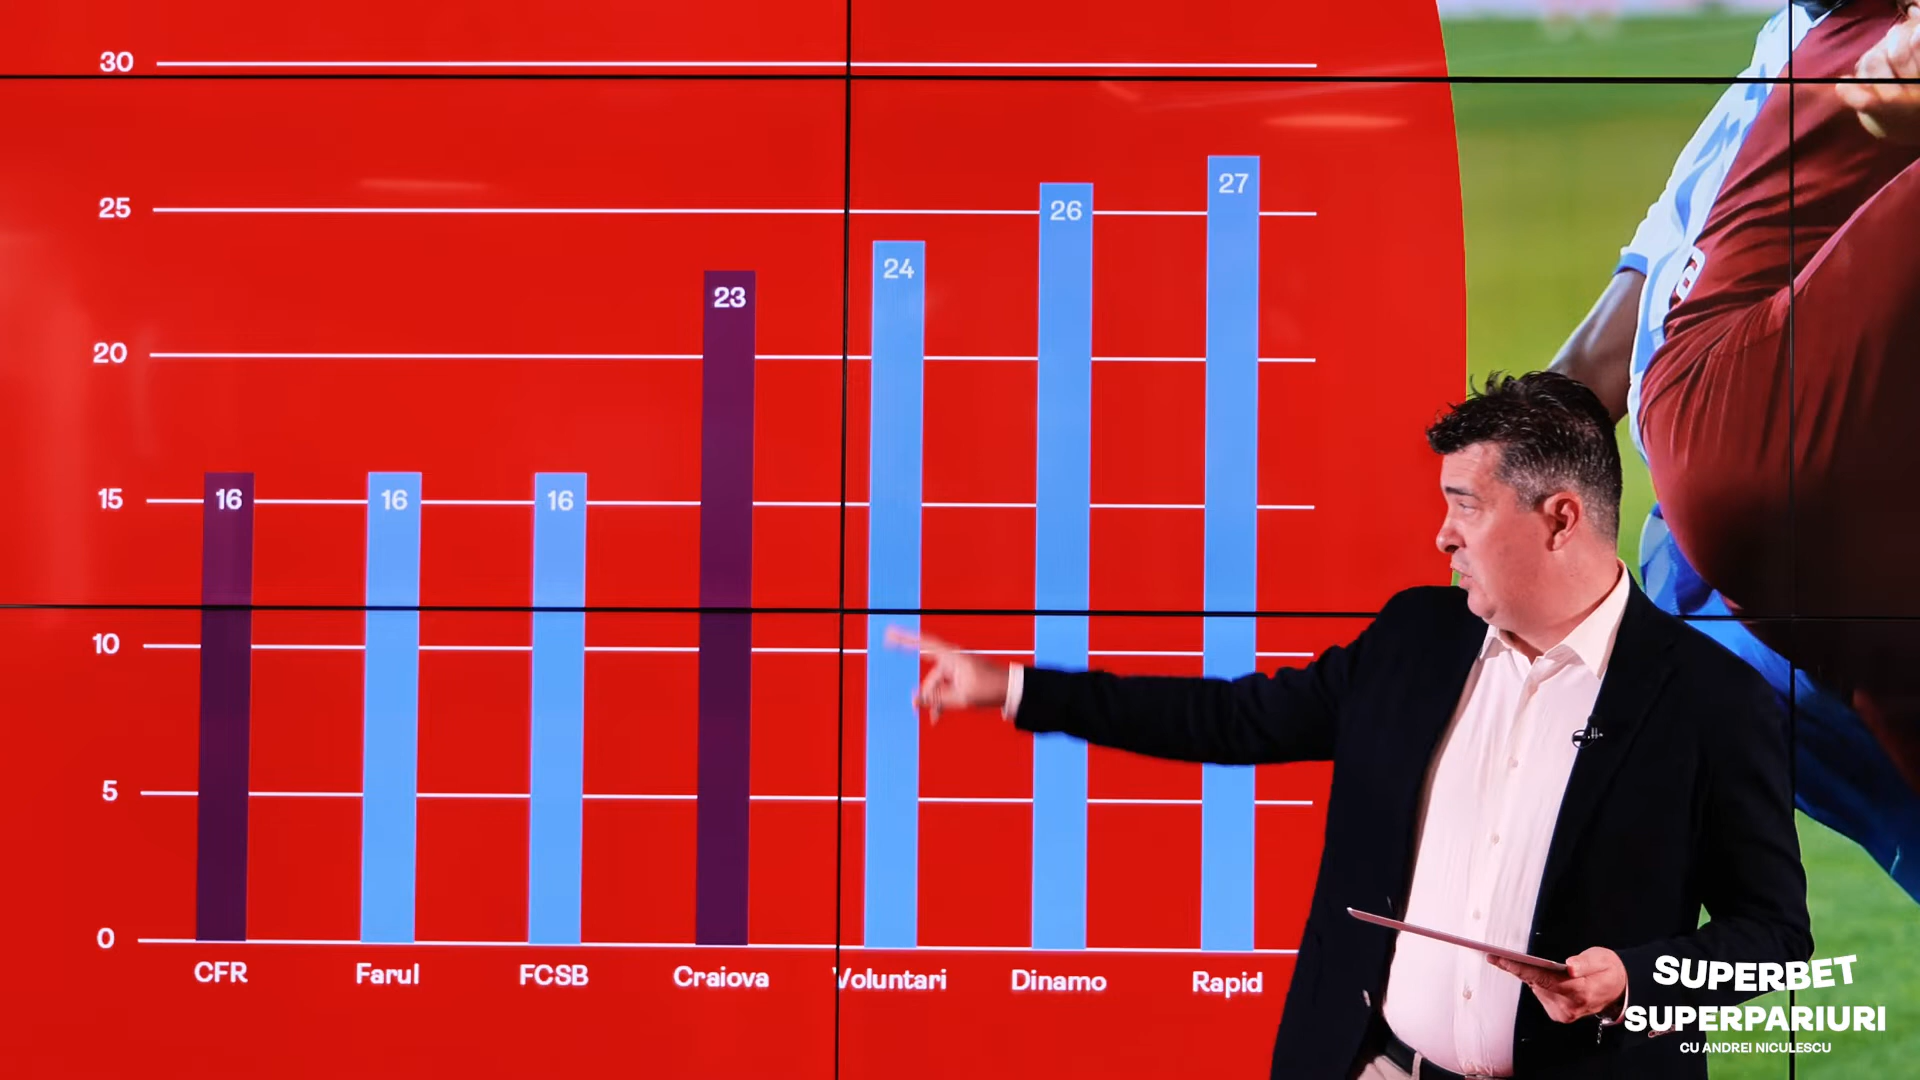 30
25
20
15
10
5
0
16
16
16
23
24
26
27
CFR
Farul
FCSB
Craiova
Voluntari
Dinamo
Rapid
SUPERBET
SUPERPARIURI
CU ANDREI NICULESCU